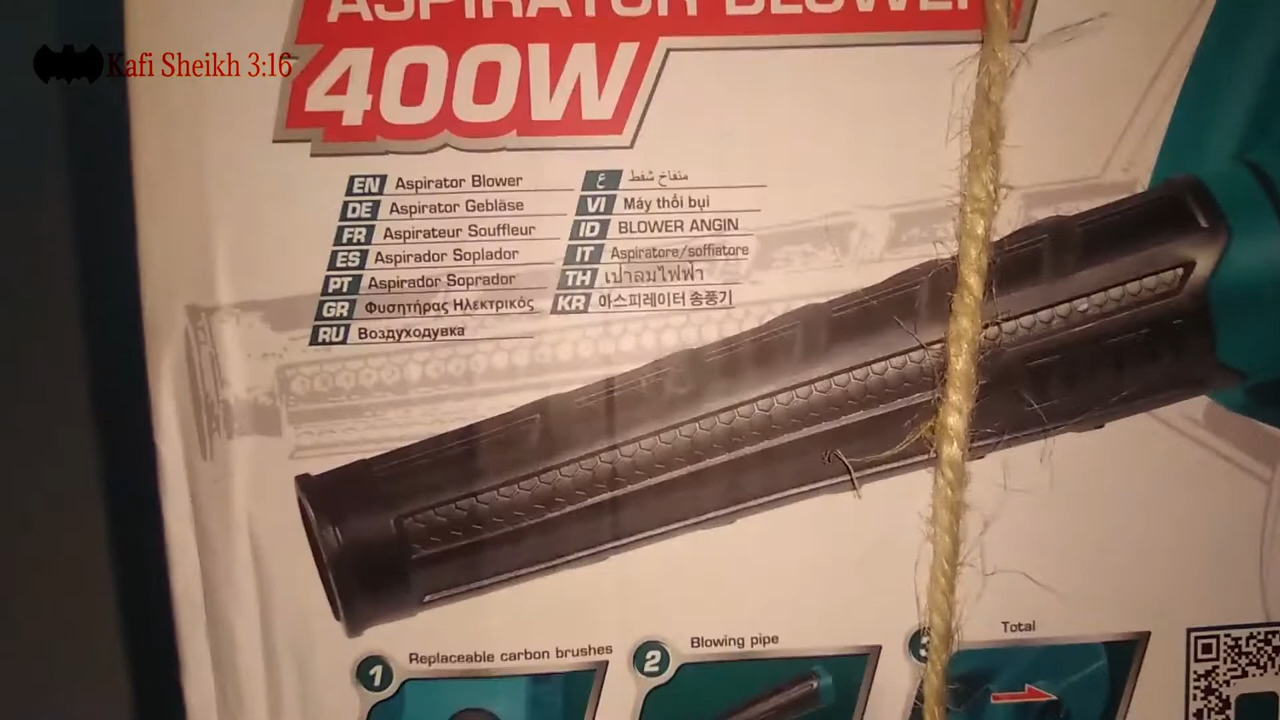 ASPIRATOR BLOWER
400W
Kafi Sheikh 3:16
EN Aspirator Blower
DE Aspirator Gebläse
FR Aspirateur Souffleur
ES Aspirador Soplador
PT Aspirador Soprador
GR Φυσητήρας Ηλεκτρικός
RU Воздуходувка
ع منفاخ شفط
VI Máy thổi bụi
ID BLOWER ANGIN
IT Aspiratore/soffiatore
TH เป่าลมไฟฟ้า
KR 아스피레이터 송풍기
1 Replaceable carbon brushes
2 Blowing pipe
3 Total